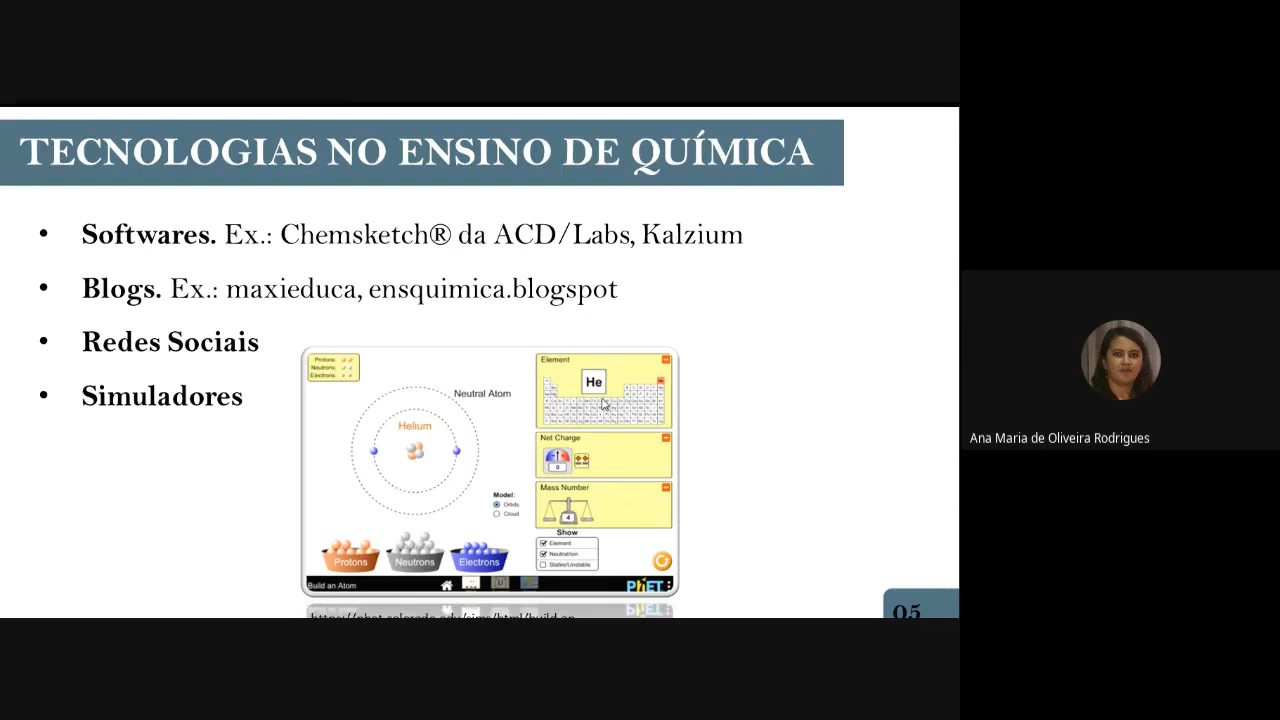 TECNOLOGIAS NO ENSINO DE QUÍMICA
• Softwares. Ex.: Chemsketch® da ACD/Labs, Kalzium
• Blogs. Ex.: maxieduca, ensquimica.blogspot
• Redes Sociais
• Simuladores
Protons:
Neutrons:
Electrons:
Neutral Atom
Helium
Element
He
Net Charge
0
Mass Number
4
Model:
Orbits
Cloud
Show
Element
Neutral/Ion
Stable/Unstable
Protons
Neutrons
Electrons
Build an Atom
PhET
05
Ana Maria de Oliveira Rodrigues